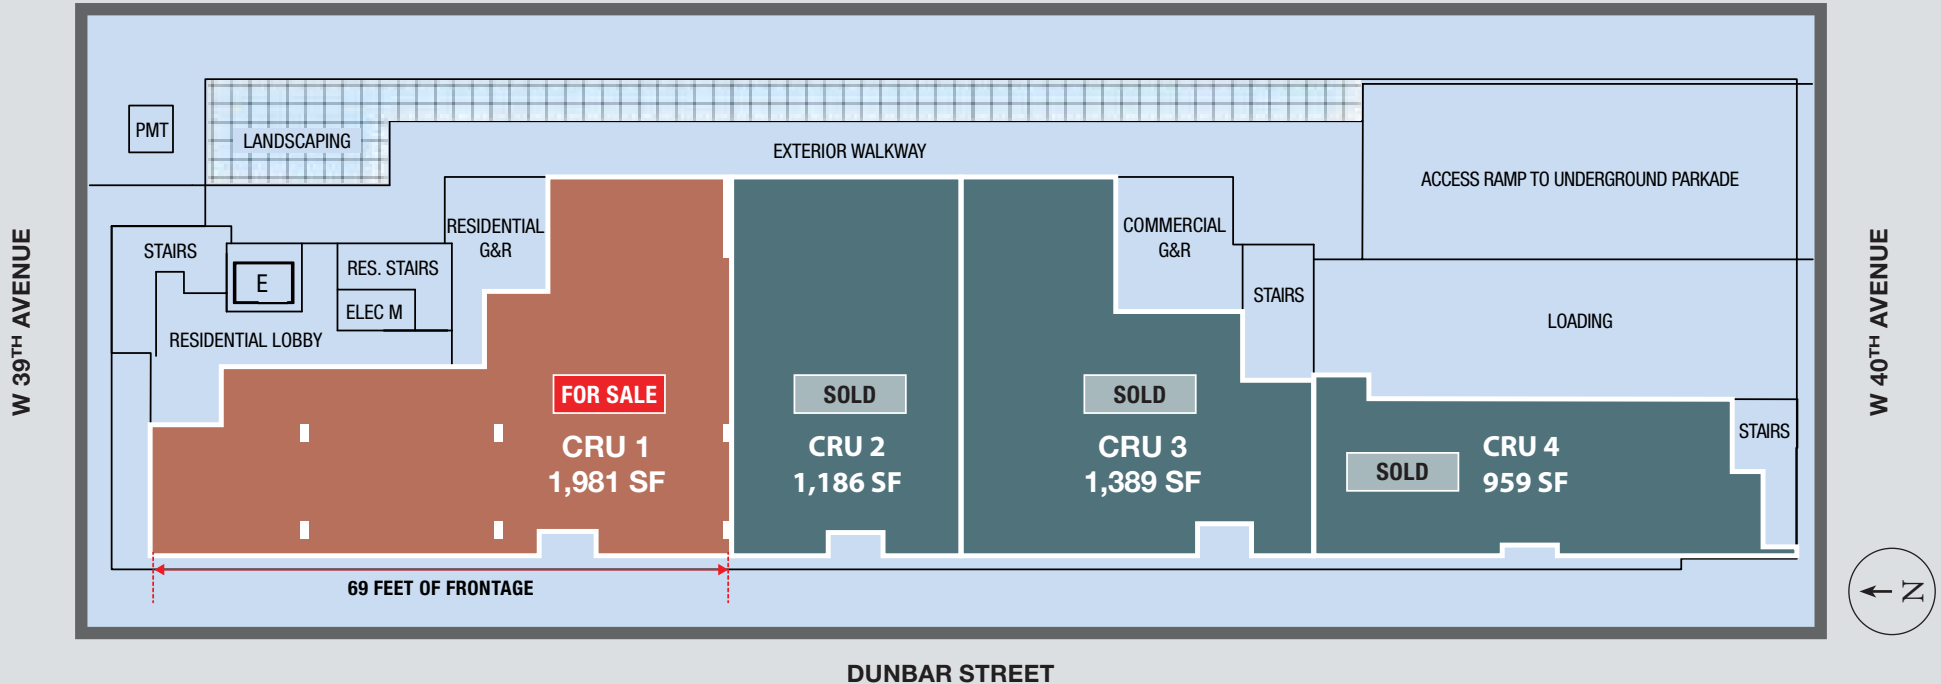 PMT
LANDSCAPING
EXTERIOR WALKWAY
ACCESS RAMP TO UNDERGROUND PARKADE
W 39TH AVENUE
STAIRS
E
RES. STAIRS
ELEC M
RESIDENTIAL LOBBY
RESIDENTIAL
G&R
COMMERCIAL
G&R
STAIRS
LOADING
W 40TH AVENUE
FOR SALE
CRU 1
1,981 SF
SOLD
CRU 2
1,186 SF
SOLD
CRU 3
1,389 SF
SOLD
CRU 4
959 SF
STAIRS
69 FEET OF FRONTAGE
N
DUNBAR STREET